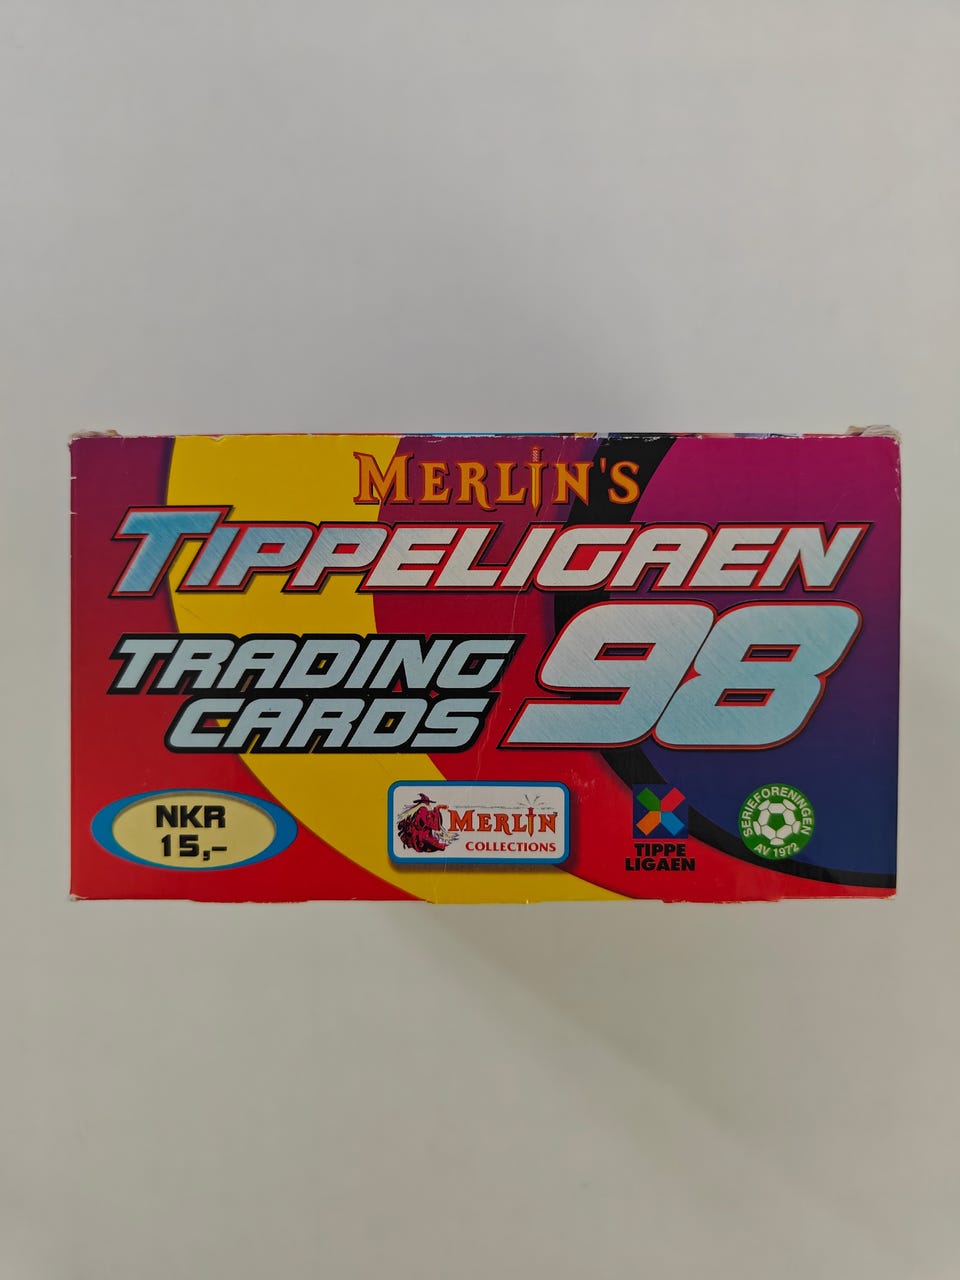 MERLIN'S
TIPPELIGAEN
98
TRADING
CARDS
NKR
15,-
MERLIN
COLLECTIONS
TIPPE
LIGAEN
SERIEFORENINGEN
AV 1972